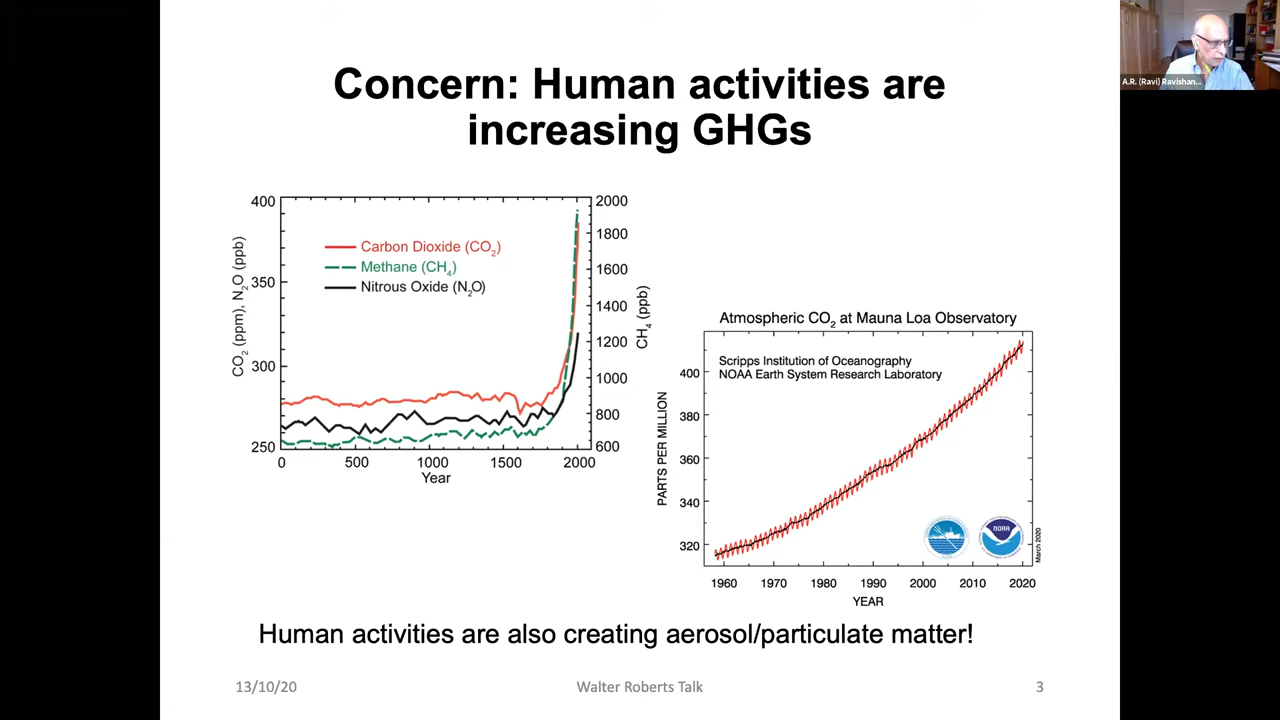 A.R. (Ravi) Ravishan...
Concern: Human activities are
increasing GHGs
400
350
300
250
CO2 (ppm), N2O (ppb)
Carbon Dioxide (CO2)
Methane (CH4)
Nitrous Oxide (N2O)
2000
1800
1600
1400
1200
1000
800
600
CH4 (ppb)
0 500 1000 1500 2000
Year
Atmospheric CO2 at Mauna Loa Observatory
Scripps Institution of Oceanography
NOAA Earth System Research Laboratory
400
380
360
340
320
PARTS PER MILLION
NOAA
March 2020
1960 1970 1980 1990 2000 2010 2020
YEAR
Human activities are also creating aerosol/particulate matter!
13/10/20 Walter Roberts Talk 3